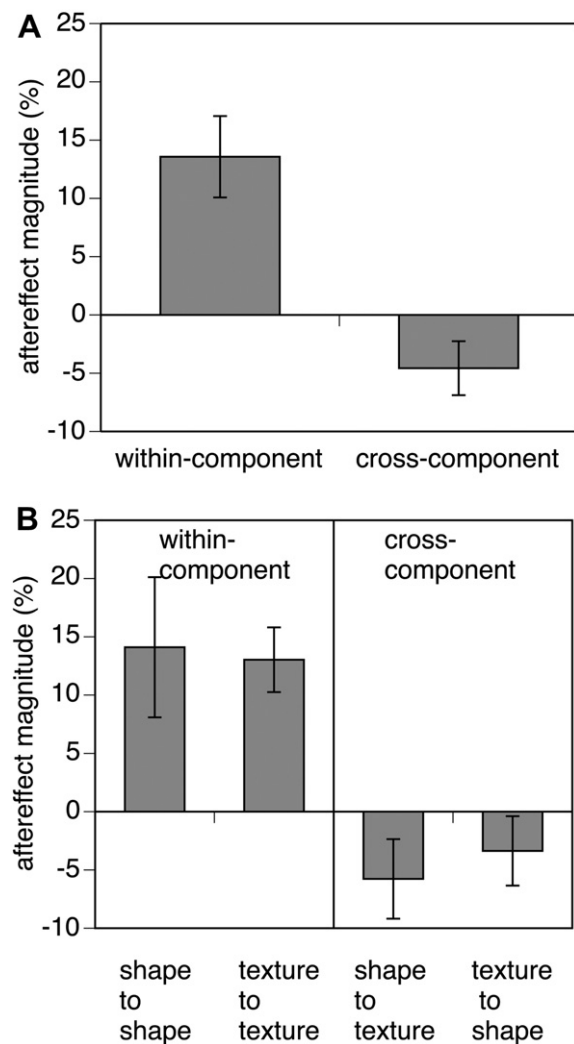 A
25
20
15
10
5
0
-5
-10
aftereffect magnitude (%)
within-component cross-component
B
25
20
15
10
5
0
-5
-10
aftereffect magnitude (%)
within- cross-
component component
shape texture shape texture
to to to to
shape texture texture shape